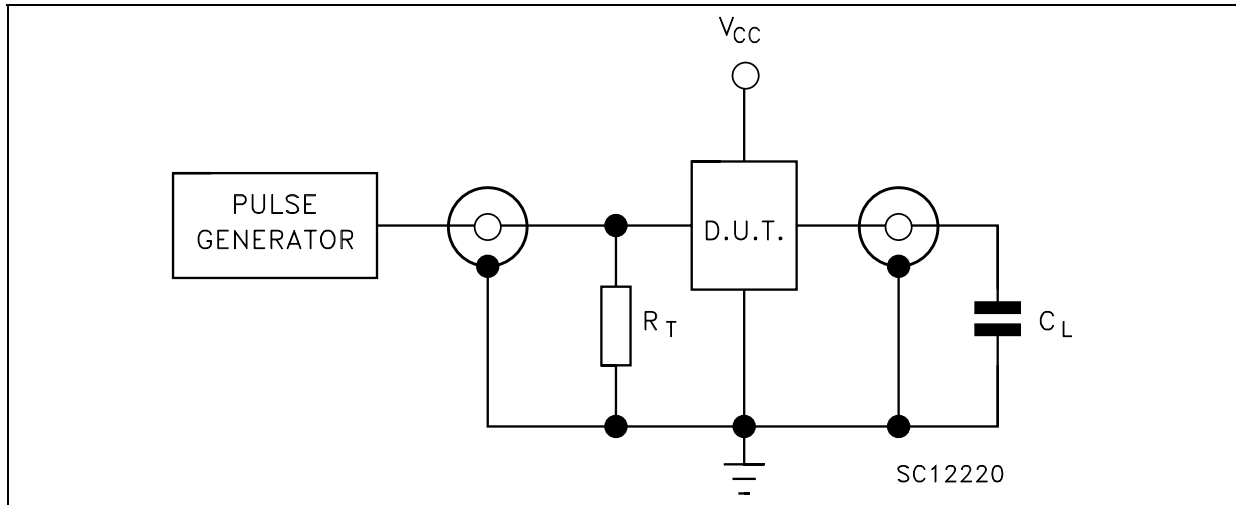 VCC
PULSE
GENERATOR
D.U.T.
RT
CL
SC12220